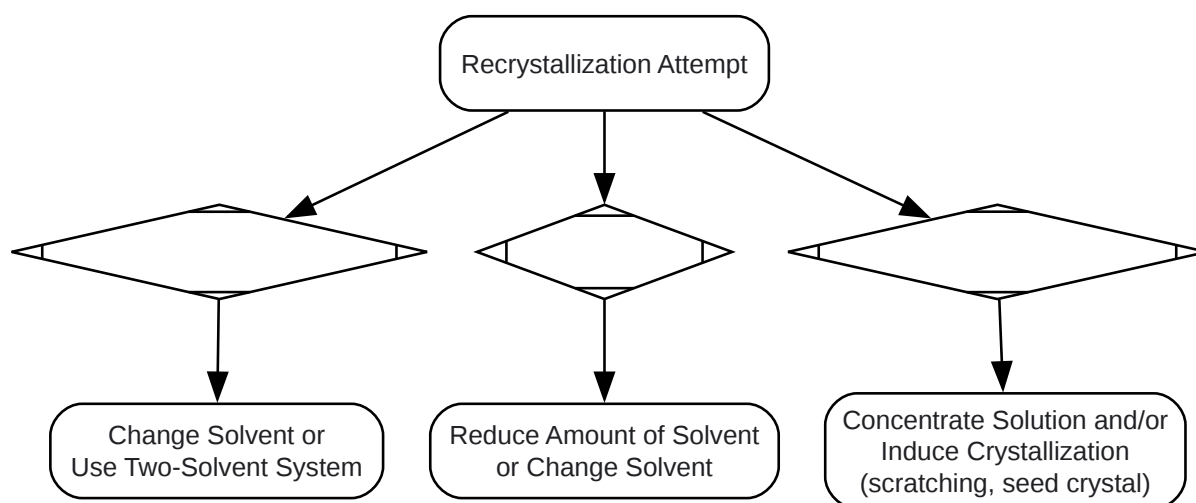 Recrystallization Attempt
Change Solvent or
Use Two-Solvent System
Reduce Amount of Solvent
or Change Solvent
Concentrate Solution and/or
Induce Crystallization
(scratching, seed crystal)